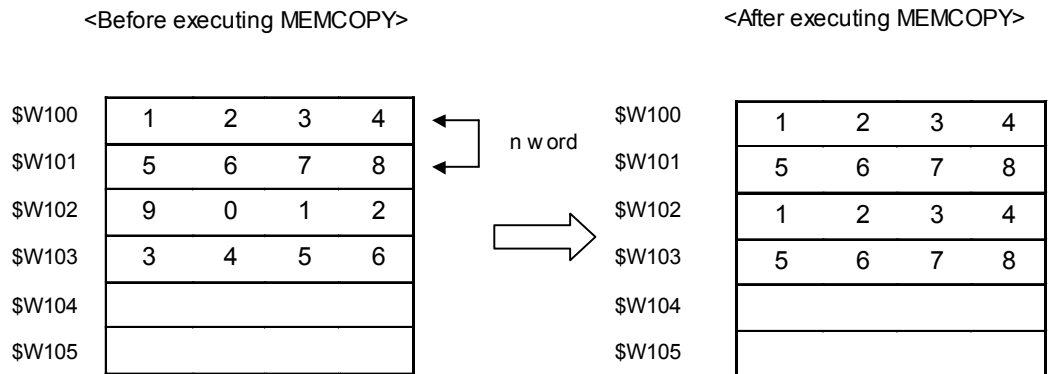 <Before executing MEMCOPY>
<After executing MEMCOPY>
$W100 1 2 3 4
$W101 5 6 7 8
$W102 9 0 1 2
$W103 3 4 5 6
$W104
$W105
n word
$W100 1 2 3 4
$W101 5 6 7 8
$W102 1 2 3 4
$W103 5 6 7 8
$W104
$W105